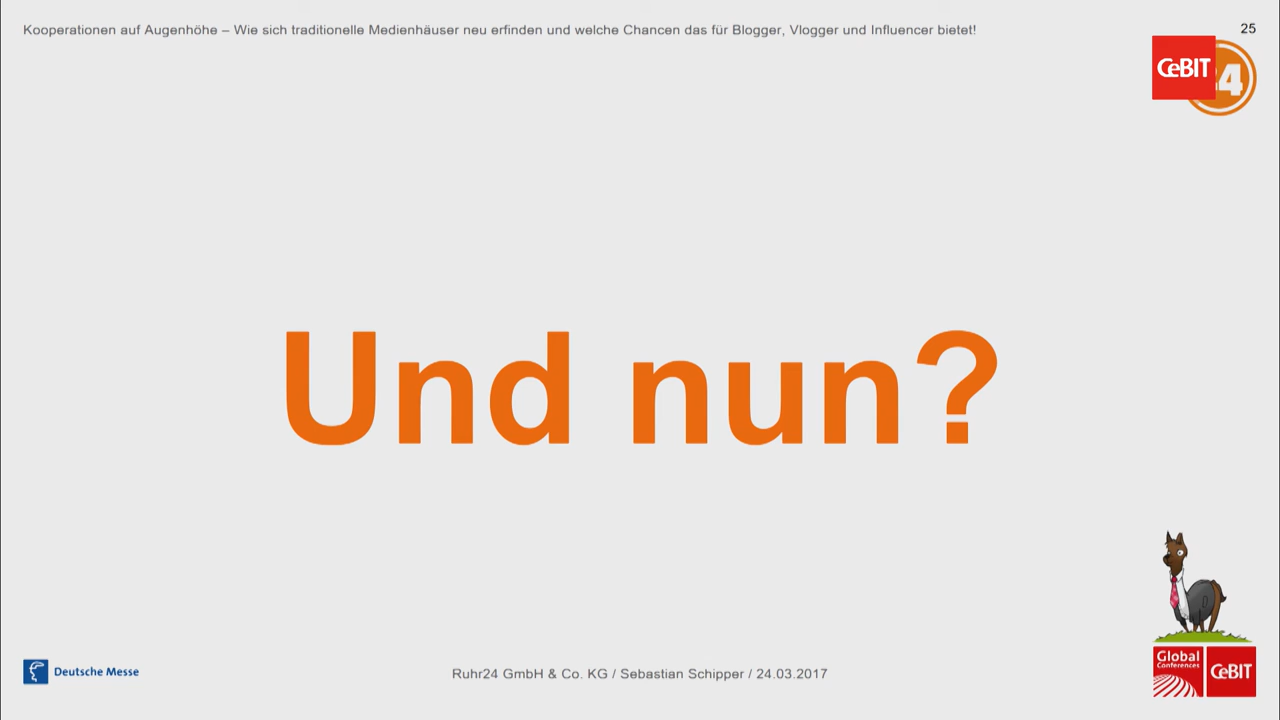 Kooperationen auf Augenhöhe – Wie sich traditionelle Medienhäuser neu erfinden und welche Chancen das für Blogger, Vlogger und Influencer bietet!
25
CeBIT
4
Und nun?
Deutsche Messe
Ruhr24 GmbH & Co. KG / Sebastian Schipper / 24.03.2017
Global
Conferences
CeBIT